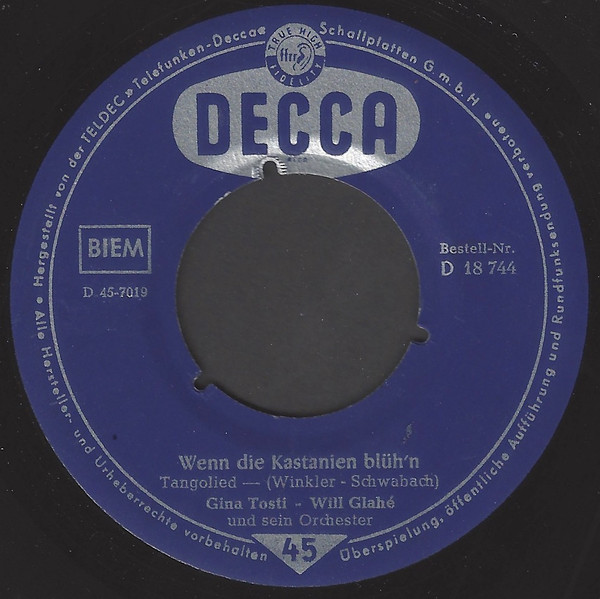 Hergestellt von der TELDEC »Telefunken-Decca« Schallplatten G.m.b.H
TRUE HIGH
ffrr
FIDELITY
DECCA
BIEM
D 45-7019
Bestell-Nr.
D 18 744
Wenn die Kastanien blüh'n
Tangolied — (Winkler - Schwabach)
Gina Tosti - Will Glahé
und sein Orchester
45
• Alle Hersteller- und Urheberrechte vorbehalten
Überspielung, öffentliche Aufführung und Rundfunksendung verboten •